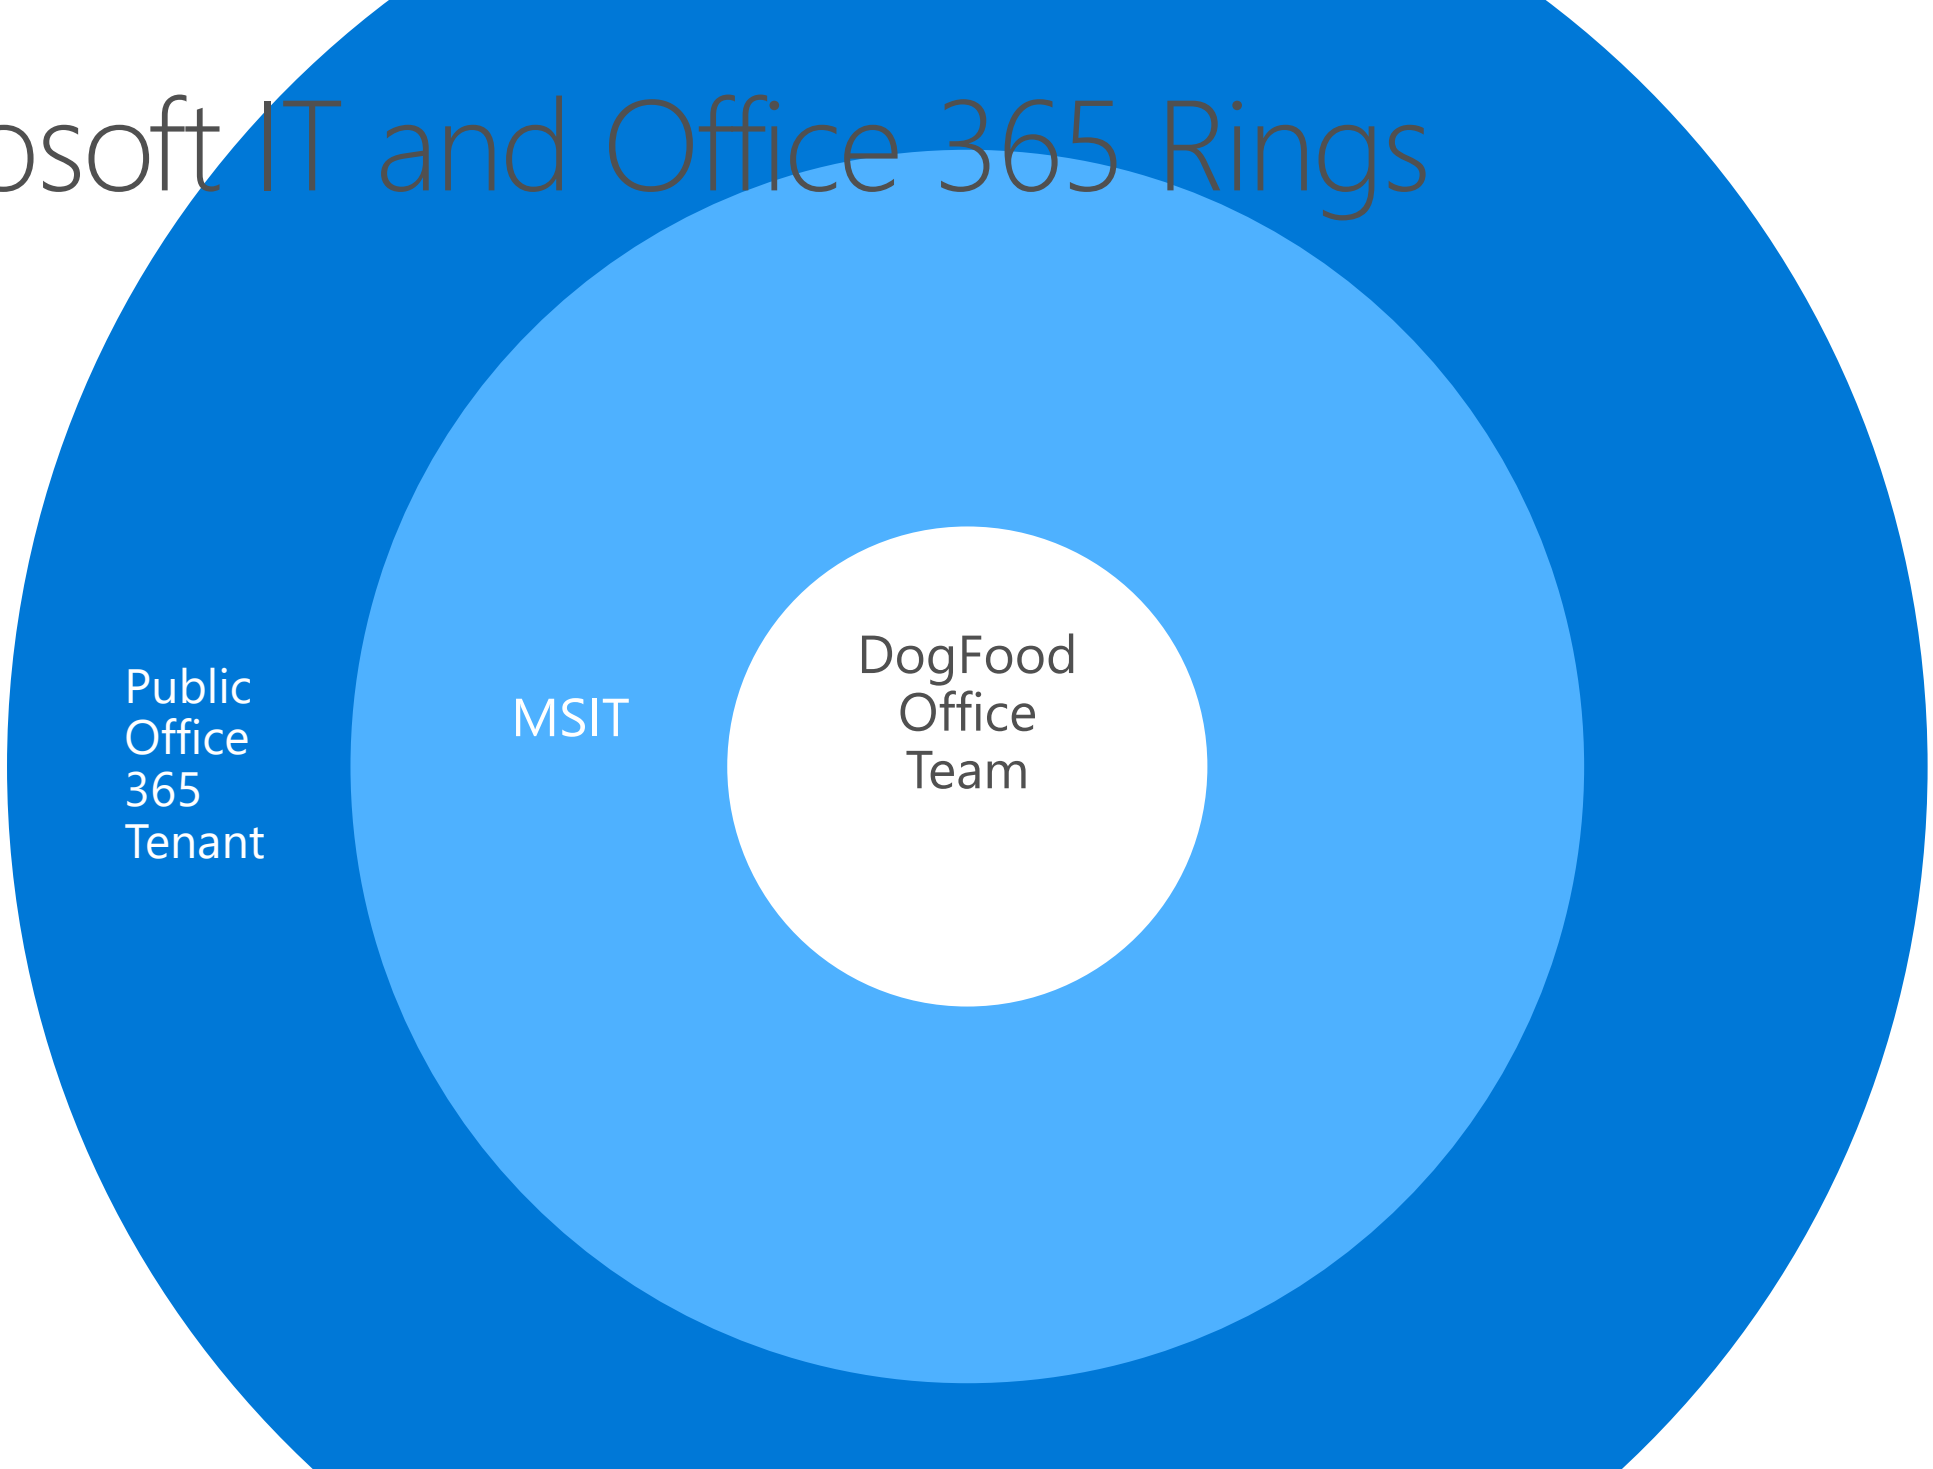 osoft IT and Office 365 Rings
DogFood
Office
Team
Public
Office
365
Tenant
MSIT